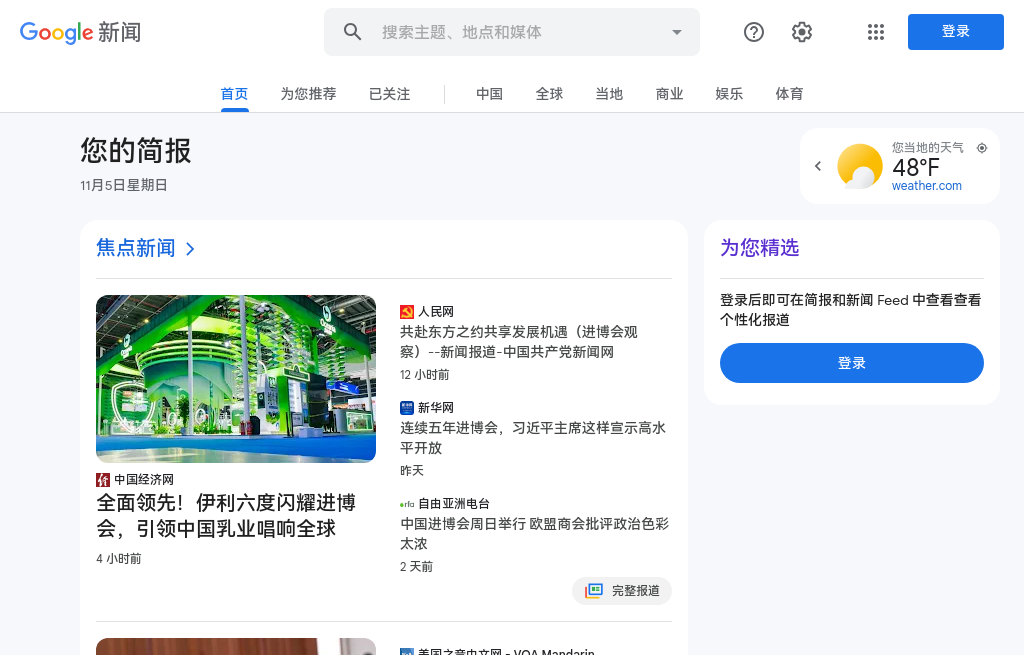 Google 新闻
搜索主题、地点和媒体
登录
首页
为您推荐
已关注
中国
全球
当地
商业
娱乐
体育
您的简报
11月5日星期日
您当地的天气
48°F
weather.com
焦点新闻
中国经济网
全面领先！伊利六度闪耀进博
会，引领中国乳业唱响全球
4 小时前
人民网
共赴东方之约共享发展机遇（进博会观
察）--新闻报道-中国共产党新闻网
12 小时前
新华网
连续五年进博会，习近平主席这样宣示高水
平开放
昨天
rfa 自由亚洲电台
中国进博会周日举行 欧盟商会批评政治色彩
太浓
2 天前
完整报道
美国之音中文网 - VOA Mandarin
为您精选
登录后即可在简报和新闻 Feed 中查看查看
个性化报道
登录